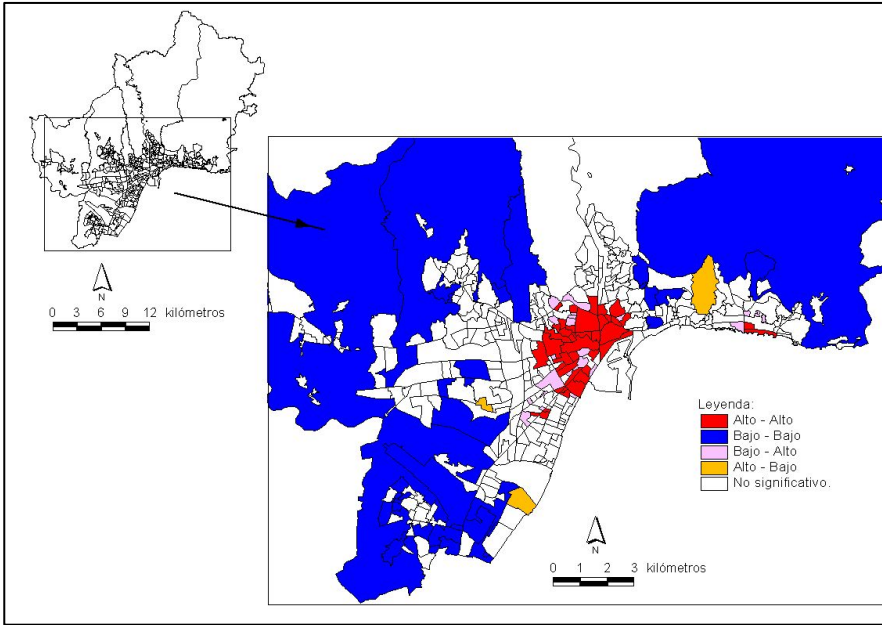 N
0 3 6 9 12 kilómetros
Leyenda:
Alto - Alto
Bajo - Bajo
Bajo - Alto
Alto - Bajo
No significativo.
N
0 1 2 3 kilómetros